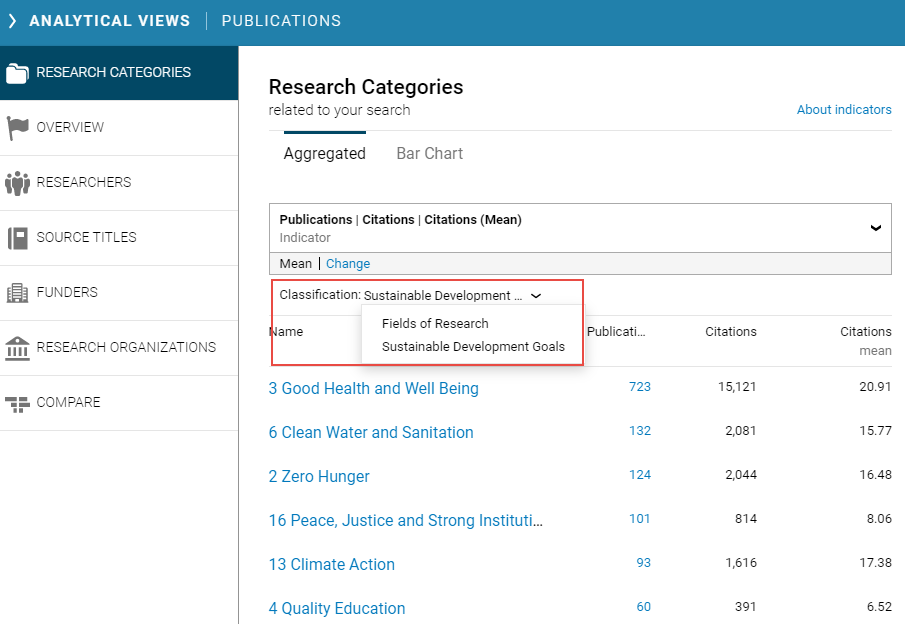 ANALYTICAL VIEWS | PUBLICATIONS
RESEARCH CATEGORIES
OVERVIEW
RESEARCHERS
SOURCE TITLES
FUNDERS
RESEARCH ORGANIZATIONS
COMPARE
Research Categories
related to your search
About indicators
Aggregated Bar Chart
Publications | Citations | Citations (Mean)
Indicator
Mean | Change
Classification: Sustainable Development ...
Fields of Research
Sustainable Development Goals
Name Publicati... Citations Citations
mean
3 Good Health and Well Being 723 15,121 20.91
6 Clean Water and Sanitation 132 2,081 15.77
2 Zero Hunger 124 2,044 16.48
16 Peace, Justice and Strong Instituti... 101 814 8.06
13 Climate Action 93 1,616 17.38
4 Quality Education 60 391 6.52